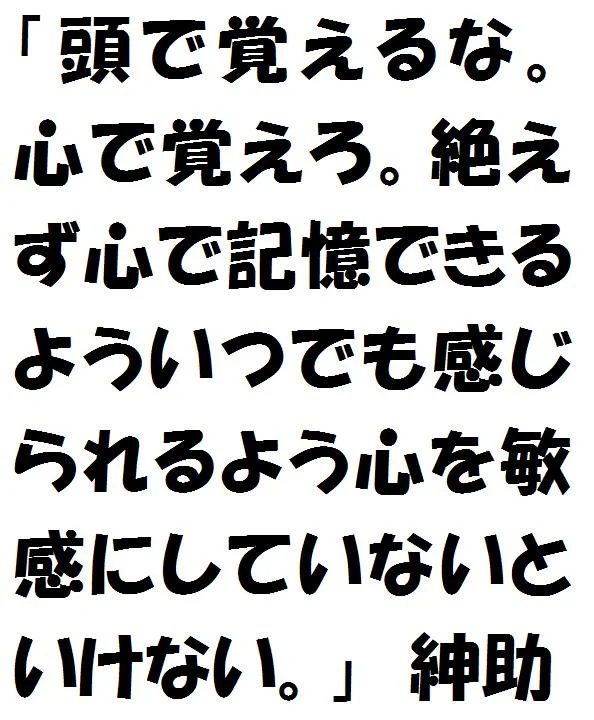 「頭で覚えるな。
心で覚えろ。絶え
ず心で記憶できる
よういつでも感じ
られるよう心を敏
感にしていないと
いけない。」 紳助